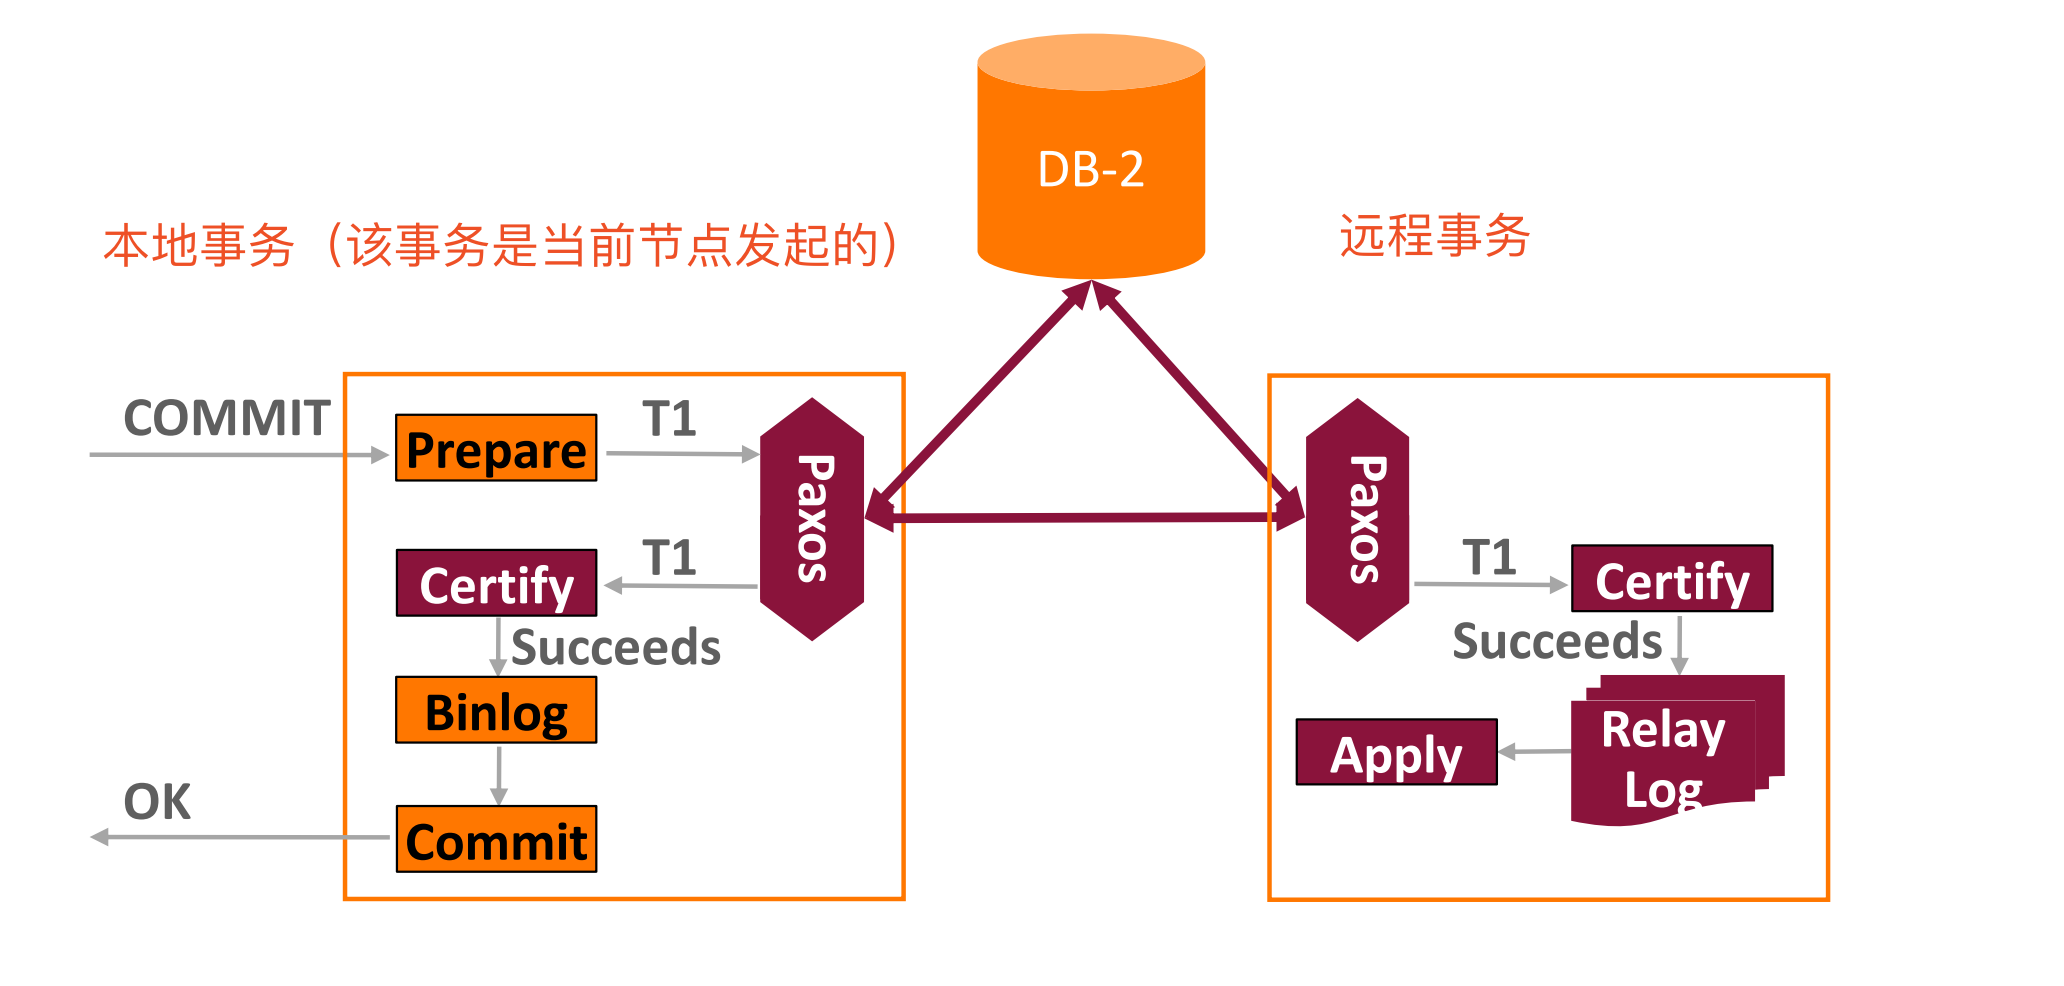 DB-2
本地事务（该事务是当前节点发起的）
远程事务
COMMIT
Prepare
T1
Paxos
Certify
T1
Succeeds
Binlog
OK
Commit
Paxos
T1
Certify
Succeeds
Relay
Log
Apply